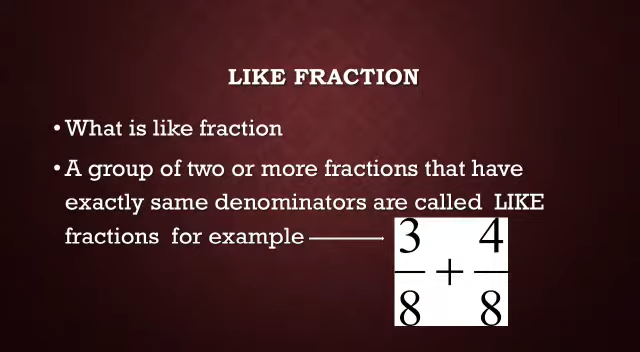 LIKE FRACTION
• What is like fraction
• A group of two or more fractions that have
exactly same denominators are called LIKE
fractions for example
3/8 + 4/8